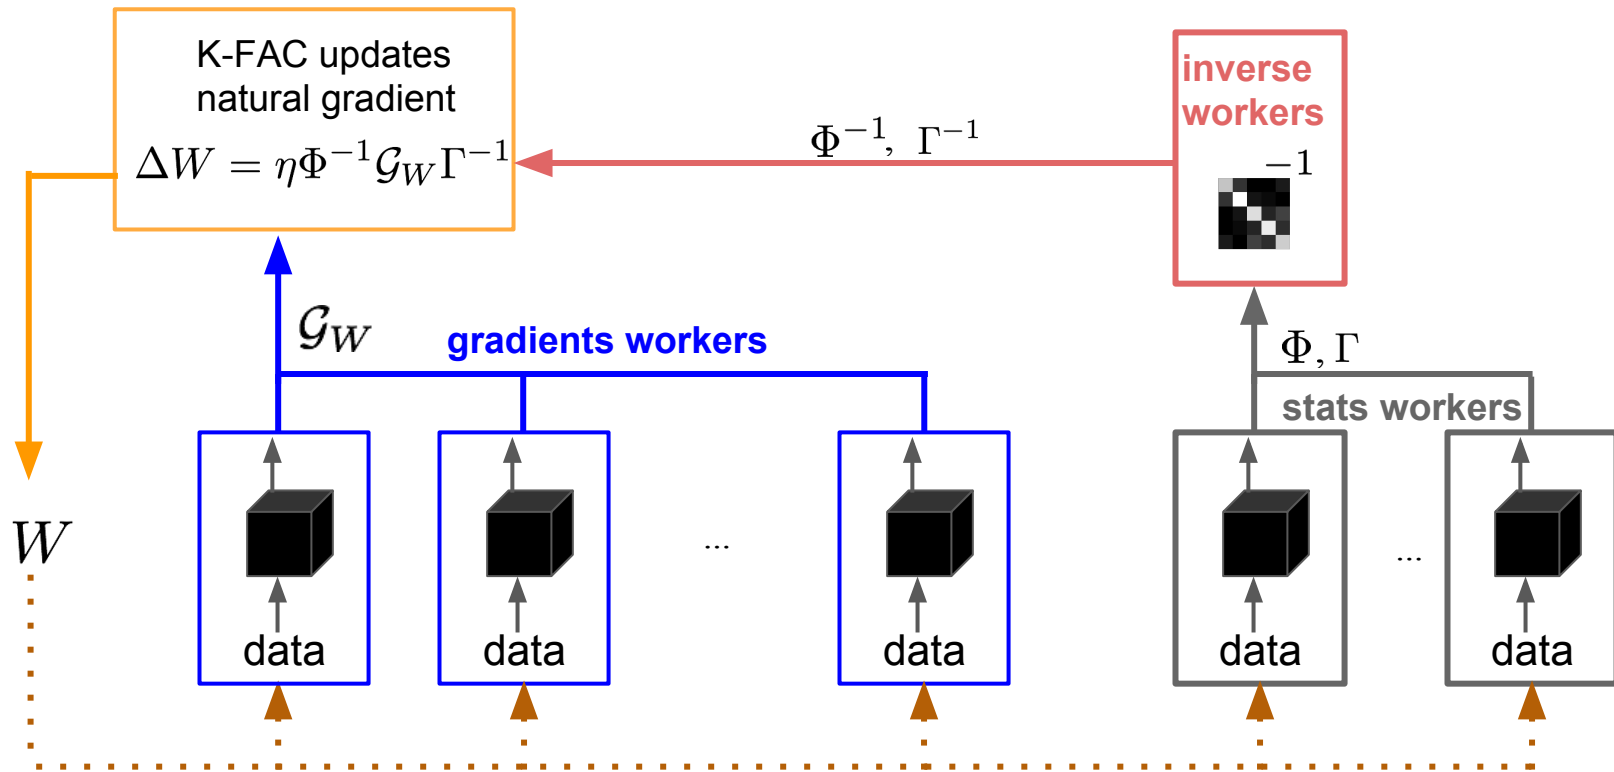 K-FAC updates
natural gradient
ΔW = ηΦ⁻¹𝒢_WΓ⁻¹
Φ⁻¹, Γ⁻¹
inverse
workers
−1
𝒢_W
gradients workers
Φ, Γ
stats workers
W
...
...
data
data
data
data
data